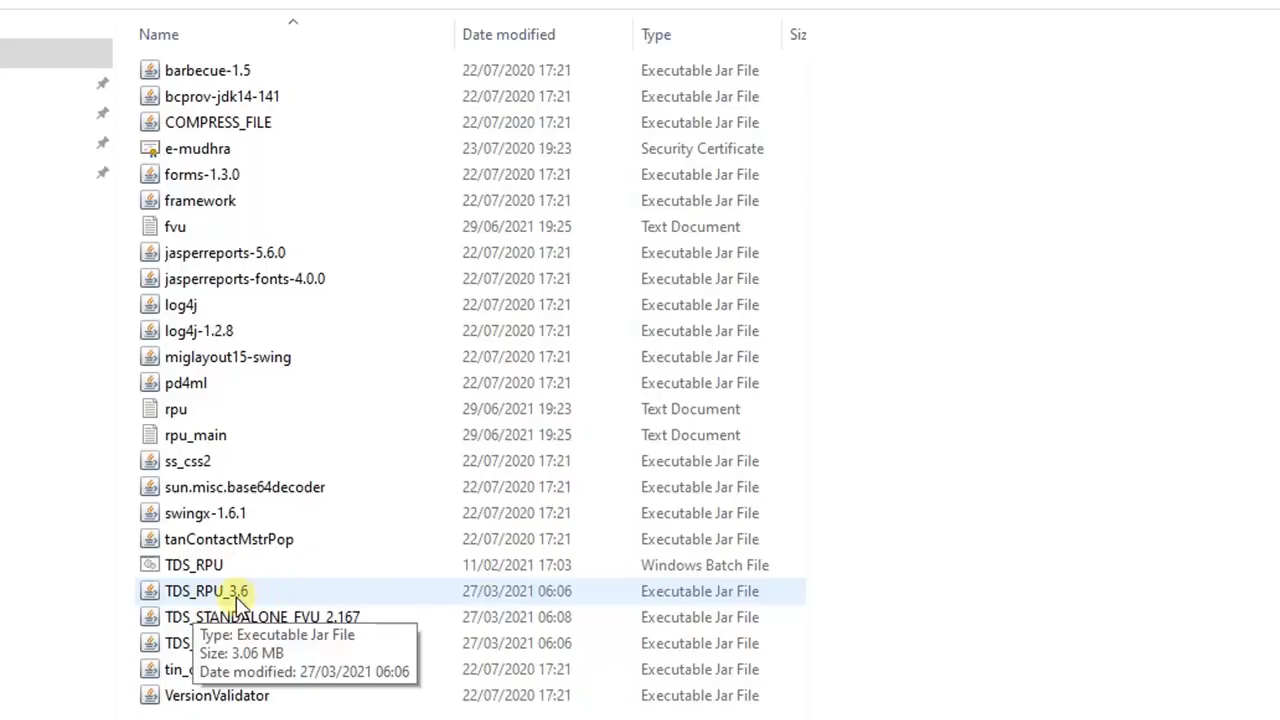 Name Date modified Type Siz
barbecue-1.5 22/07/2020 17:21 Executable Jar File
bcprov-jdk14-141 22/07/2020 17:21 Executable Jar File
COMPRESS_FILE 22/07/2020 17:21 Executable Jar File
e-mudhra 23/07/2020 19:23 Security Certificate
forms-1.3.0 22/07/2020 17:21 Executable Jar File
framework 22/07/2020 17:21 Executable Jar File
fvu 29/06/2021 19:25 Text Document
jasperreports-5.6.0 22/07/2020 17:21 Executable Jar File
jasperreports-fonts-4.0.0 22/07/2020 17:21 Executable Jar File
log4j 22/07/2020 17:21 Executable Jar File
log4j-1.2.8 22/07/2020 17:21 Executable Jar File
miglayout15-swing 22/07/2020 17:21 Executable Jar File
pd4ml 22/07/2020 17:21 Executable Jar File
rpu 29/06/2021 19:23 Text Document
rpu_main 29/06/2021 19:25 Text Document
ss_css2 22/07/2020 17:21 Executable Jar File
sun.misc.base64decoder 22/07/2020 17:21 Executable Jar File
swingx-1.6.1 22/07/2020 17:21 Executable Jar File
tanContactMstrPop 22/07/2020 17:21 Executable Jar File
TDS_RPU 11/02/2021 17:03 Windows Batch File
TDS_RPU_3.6 27/03/2021 06:06 Executable Jar File
TDS_STANDALONE_FVU_2.167 27/03/2021 06:08 Executable Jar File
Type: Executable Jar File
TDS_ 27/03/2021 06:06 Executable Jar File
Size: 3.06 MB
tin_ 22/07/2020 17:21 Executable Jar File
Date modified: 27/03/2021 06:06
VersionValidator 22/07/2020 17:21 Executable Jar File